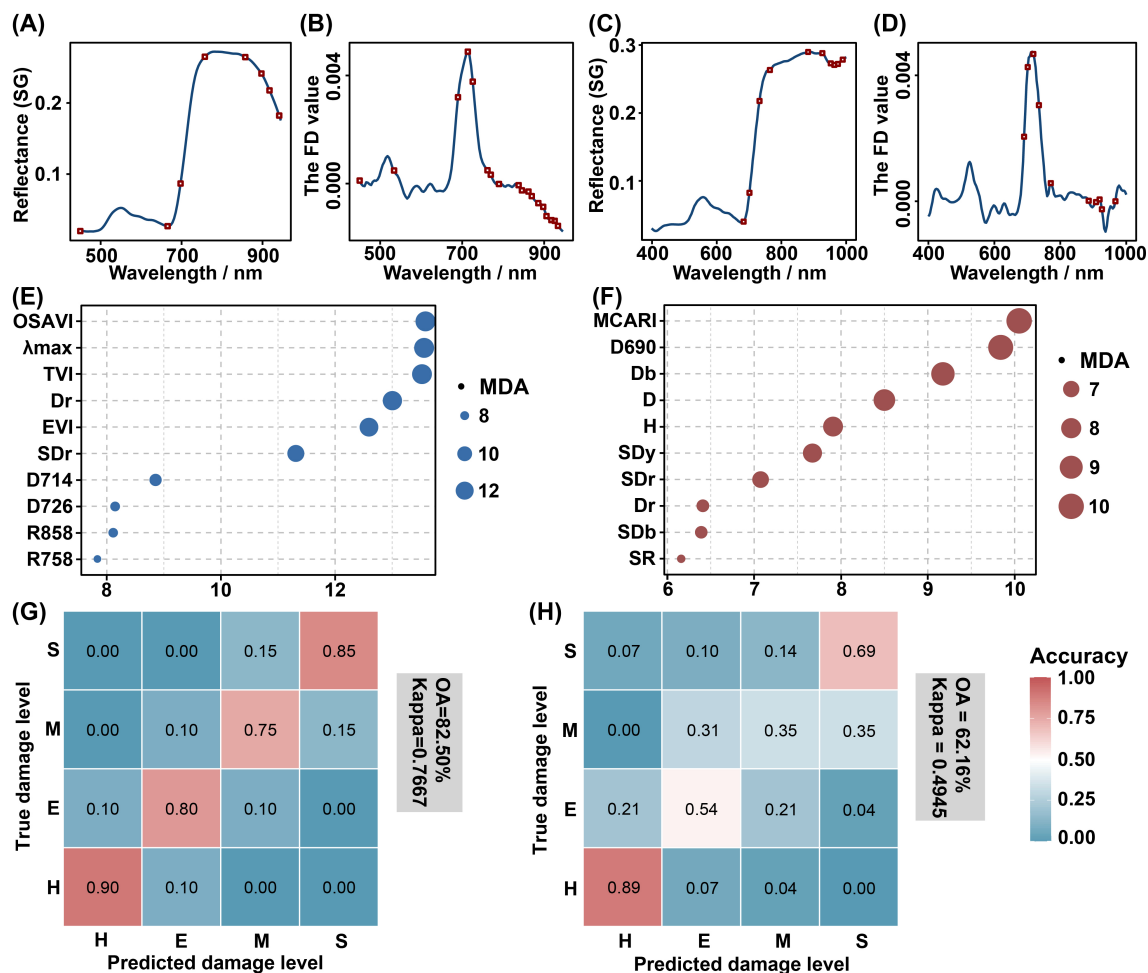 (A)
Reflectance (SG)
0.2
0.1
500
700
900
Wavelength / nm
(B)
The FD value
0.004
0.000
500
700
900
Wavelength / nm
(C)
Reflectance (SG)
0.3
0.2
0.1
400
600
800
1000
Wavelength / nm
(D)
The FD value
0.004
0.000
400
600
800
1000
Wavelength / nm
(E)
OSAVI
λmax
TVI
Dr
EVI
SDr
D714
D726
R858
R758
8
10
12
MDA
8
10
12
(F)
MCARI
D690
Db
D
H
SDy
SDr
Dr
SDb
SR
6
7
8
9
10
MDA
7
8
9
10
(G)
True damage level
S
0.00 0.00 0.15 0.85
M
0.00 0.10 0.75 0.15
E
0.10 0.80 0.10 0.00
H
0.90 0.10 0.00 0.00
H E M S
Predicted damage level
OA=82.50%
Kappa=0.7667
(H)
True damage level
S
0.07 0.10 0.14 0.69
M
0.00 0.31 0.35 0.35
E
0.21 0.54 0.21 0.04
H
0.89 0.07 0.04 0.00
H E M S
Predicted damage level
OA = 62.16%
Kappa = 0.4945
Accuracy
1.00
0.75
0.50
0.25
0.00